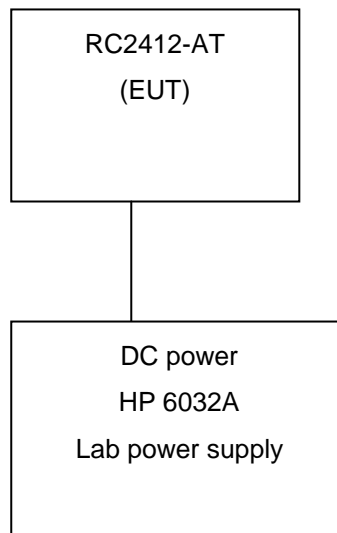 RC2412-AT
(EUT)
DC power
HP 6032A
Lab power supply